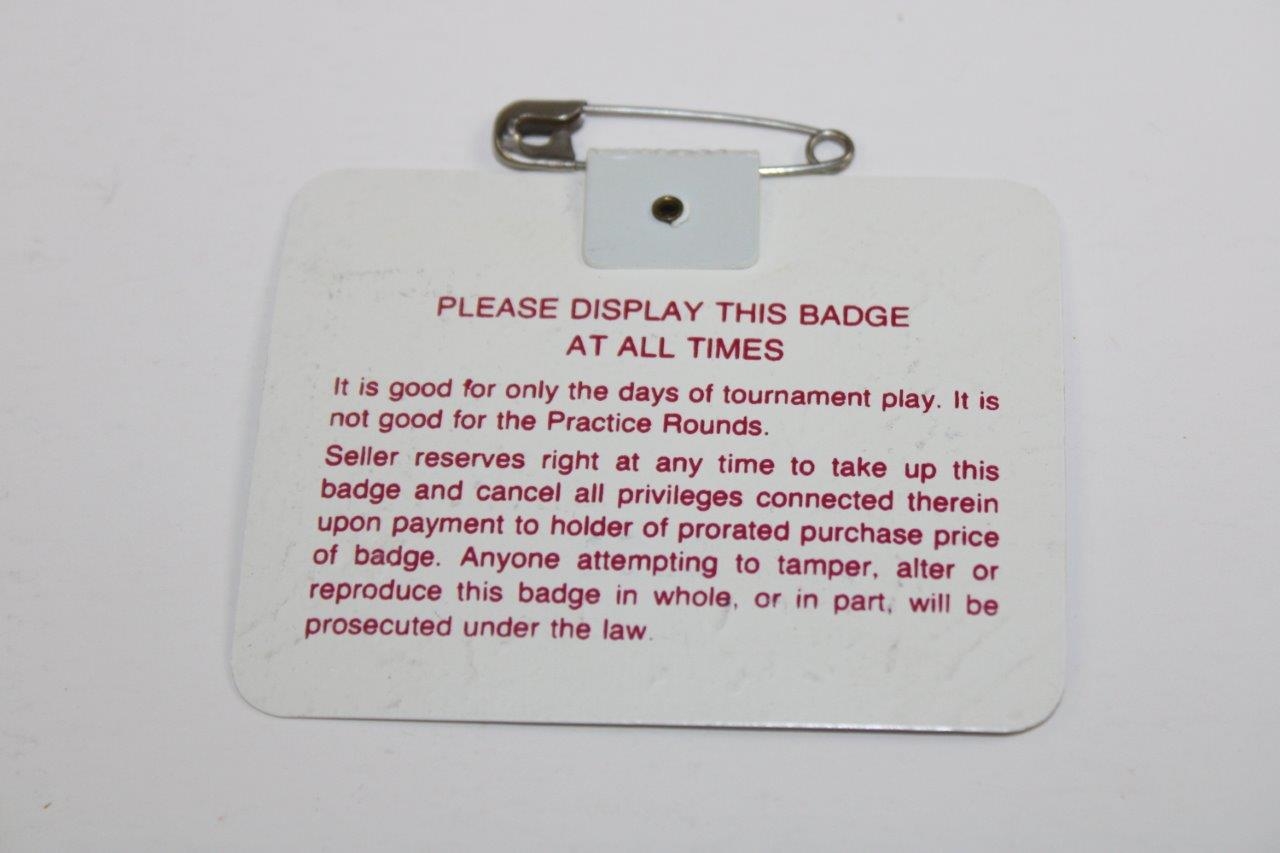 PLEASE DISPLAY THIS BADGE
AT ALL TIMES
It is good for only the days of tournament play. It is
not good for the Practice Rounds.
Seller reserves right at any time to take up this
badge and cancel all privileges connected therein
upon payment to holder of prorated purchase price
of badge. Anyone attempting to tamper, alter or
reproduce this badge in whole, or in part, will be
prosecuted under the law.